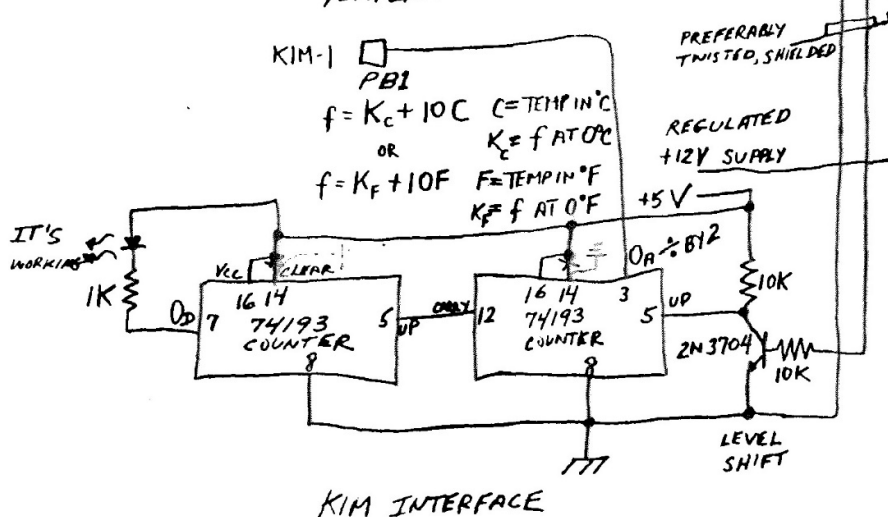 KIM-1
PB1
f = Kc + 10C C = TEMP IN °C
Kc = f AT 0°C
OR
f = KF + 10F F = TEMP IN °F
KF = f AT 0°F
PREFERABLY
TWISTED, SHIELDED
REGULATED
+12V SUPPLY
+5V
IT'S
WORKING
1K
VCC CLEAR
16 14
OD 7 74193 5 UP
COUNTER
8
CARRY
OA ÷ BY 2
16 14 3
12 74193 5 UP
COUNTER
8
10K
2N3704
10K
LEVEL
SHIFT
KIM INTERFACE